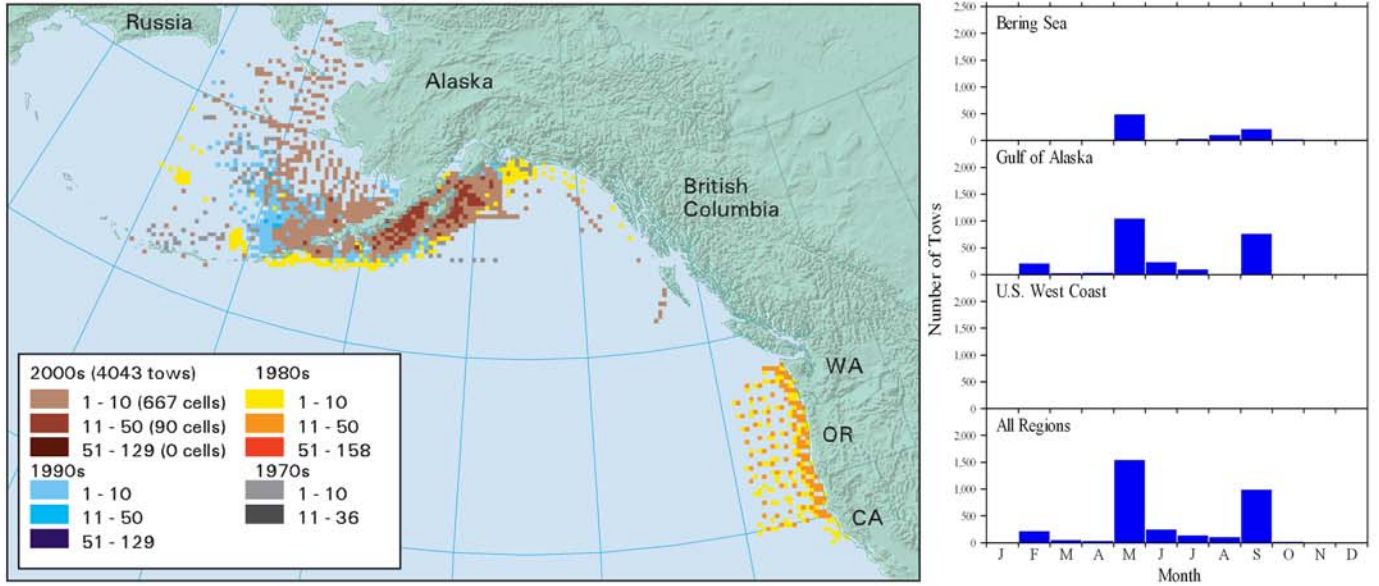 Russia
Alaska
British
Columbia
WA
OR
CA
2000s (4043 tows)
1 - 10 (667 cells)
11 - 50 (90 cells)
51 - 129 (0 cells)
1990s
1 - 10
11 - 50
51 - 129
1980s
1 - 10
11 - 50
51 - 158
1970s
1 - 10
11 - 36
Number of Tows
2,500
2,000
1,500
1,000
500
0
Bering Sea
2,000
1,500
1,000
500
0
Gulf of Alaska
2,000
1,500
1,000
500
0
U.S. West Coast
2,000
1,500
1,000
500
0
All Regions
J F M A M J J A S O N D
Month